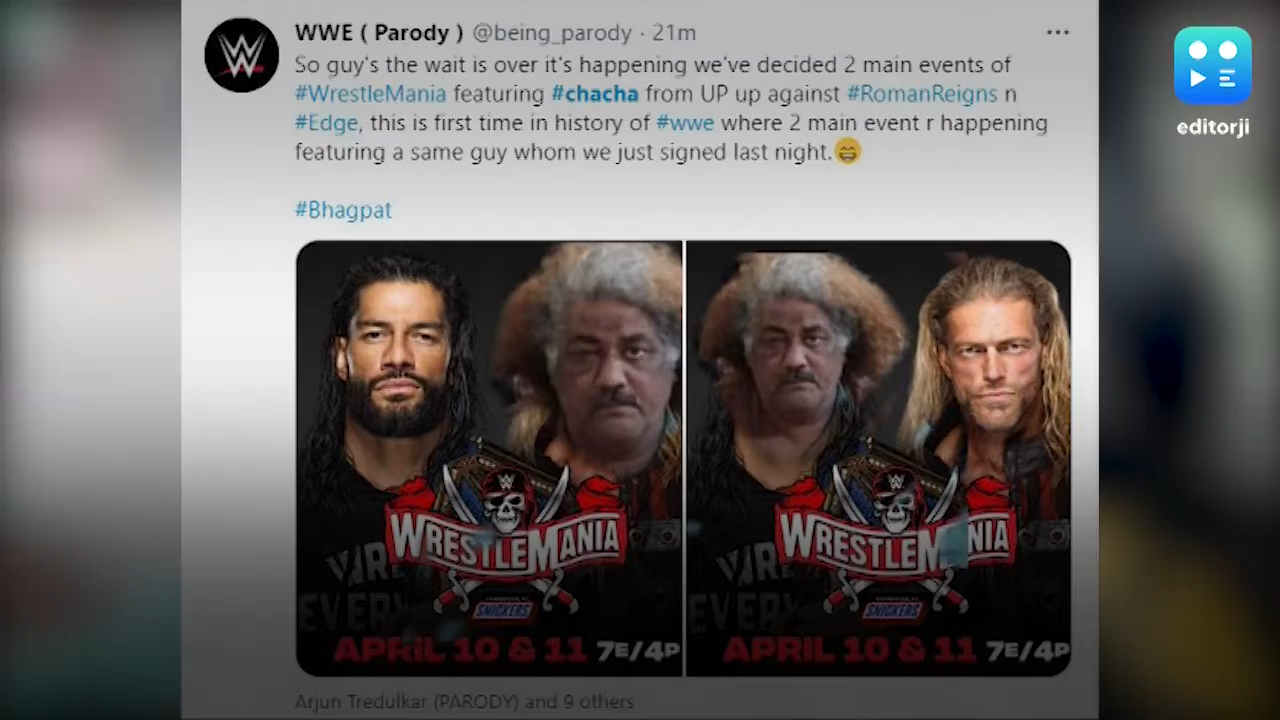 WWE ( Parody ) @being_parody · 21m
editorji
So guy's the wait is over it's happening we've decided 2 main events of
#WrestleMania featuring #chacha from UP up against #RomanReigns n
#Edge, this is first time in history of #wwe where 2 main event r happening
featuring a same guy whom we just signed last night.😁
#Bhagpat
WRESTLEMANIA
SNICKERS
APRIL 10 & 11 7E/4P
WRESTLEM NIA
SNICKERS
APRIL 10 & 11 7E/4P
Arjun Tredulkar (PARODY) and 9 others